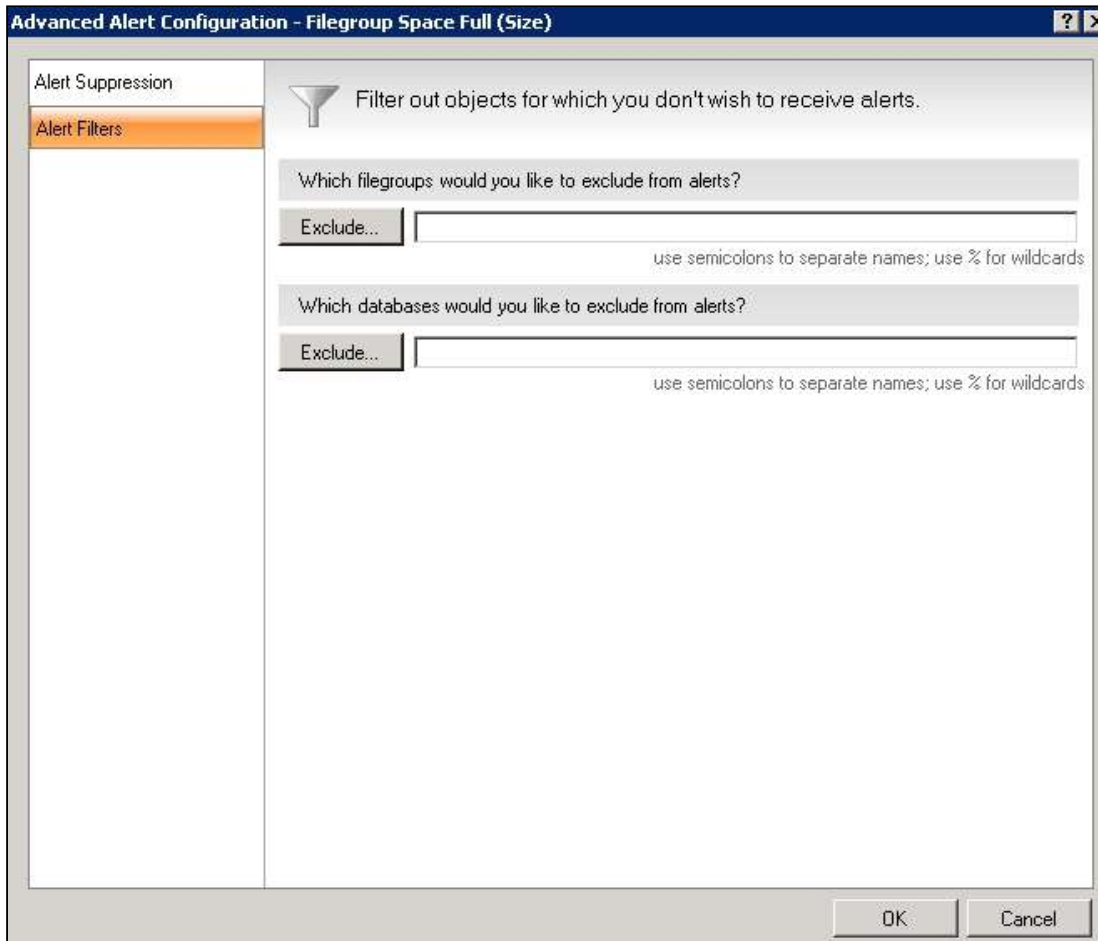 Advanced Alert Configuration - Filegroup Space Full (Size)
Alert Suppression
Alert Filters
Filter out objects for which you don't wish to receive alerts.
Which filegroups would you like to exclude from alerts?
Exclude...
use semicolons to separate names; use % for wildcards
Which databases would you like to exclude from alerts?
Exclude...
use semicolons to separate names; use % for wildcards
OK
Cancel